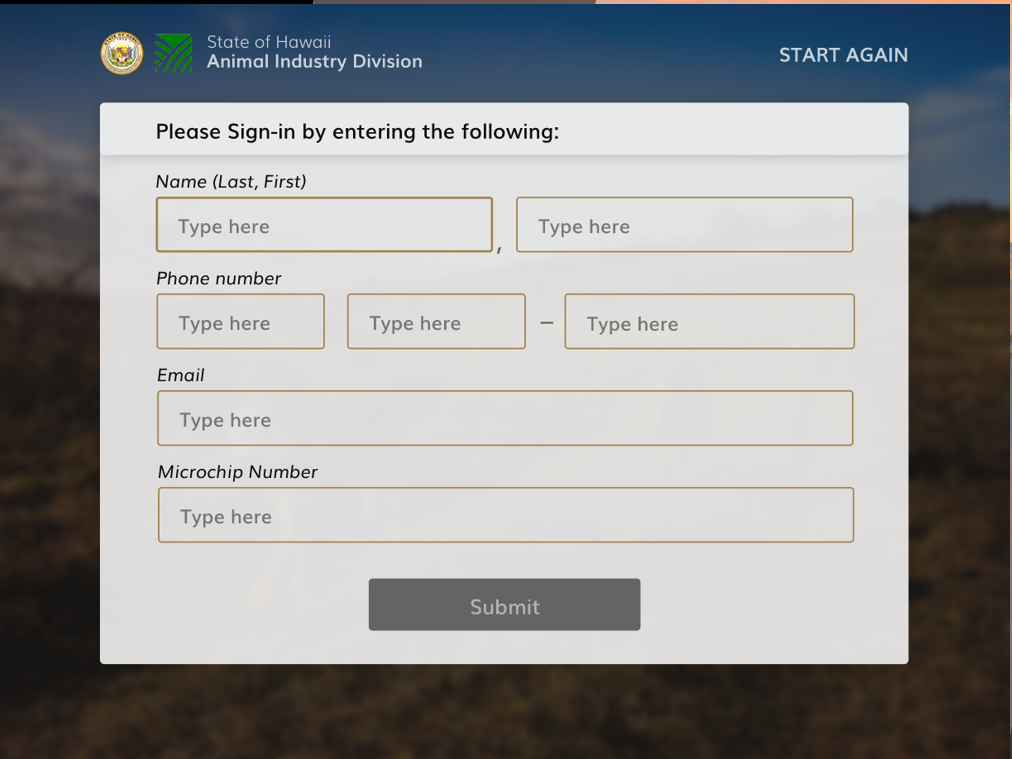 State of Hawaii
Animal Industry Division
START AGAIN
Please Sign-in by entering the following:
Name (Last, First)
Type here , Type here
Phone number
Type here Type here – Type here
Email
Type here
Microchip Number
Type here
Submit